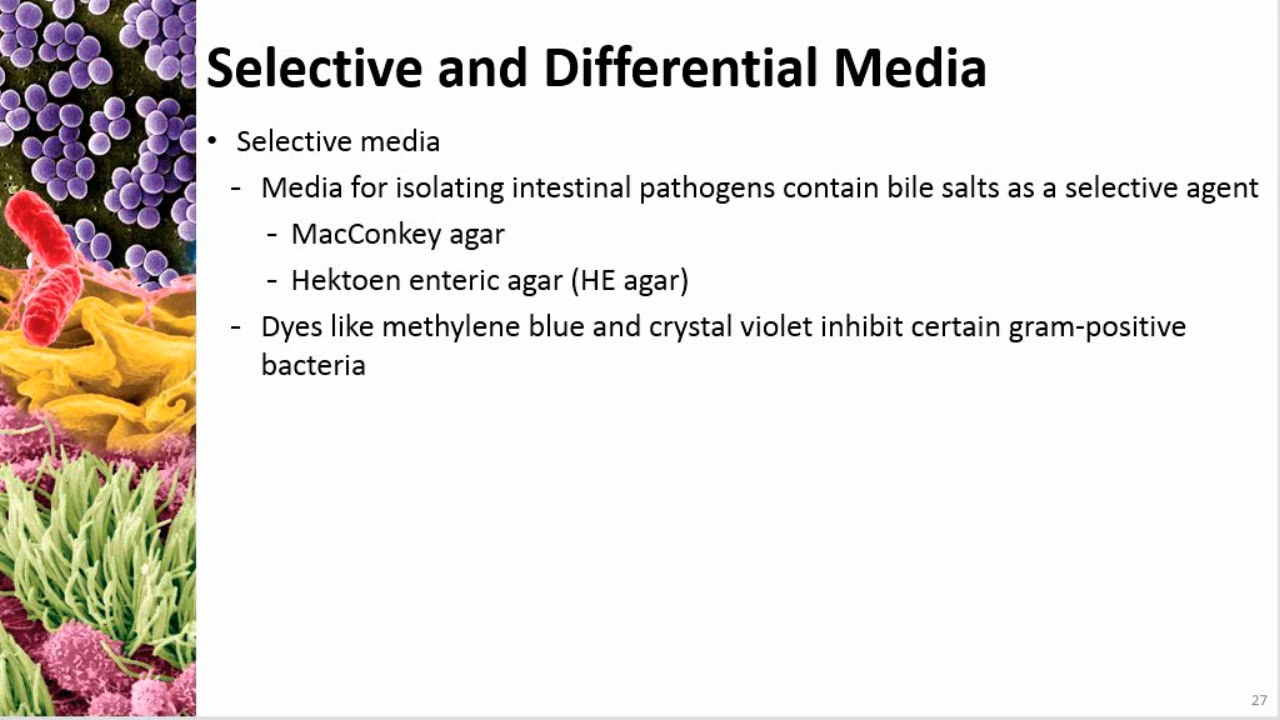 Selective and Differential Media
• Selective media
- Media for isolating intestinal pathogens contain bile salts as a selective agent
- MacConkey agar
- Hektoen enteric agar (HE agar)
- Dyes like methylene blue and crystal violet inhibit certain gram-positive
bacteria
27